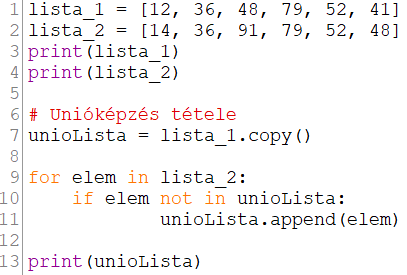 1 lista_1 = [12, 36, 48, 79, 52, 41]
2 lista_2 = [14, 36, 91, 79, 52, 48]
3 print(lista_1)
4 print(lista_2)
5
6 # Unióképzés tétele
7 unioLista = lista_1.copy()
8
9 for elem in lista_2:
10     if elem not in unioLista:
11             unioLista.append(elem)
12
13 print(unioLista)